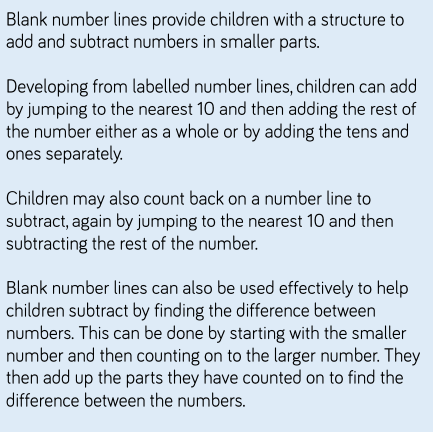 Blank number lines provide children with a structure to
add and subtract numbers in smaller parts.
Developing from labelled number lines, children can add
by jumping to the nearest 10 and then adding the rest of
the number either as a whole or by adding the tens and
ones separately.
Children may also count back on a number line to
subtract, again by jumping to the nearest 10 and then
subtracting the rest of the number.
Blank number lines can also be used effectively to help
children subtract by finding the difference between
numbers. This can be done by starting with the smaller
number and then counting on to the larger number. They
then add up the parts they have counted on to find the
difference between the numbers.